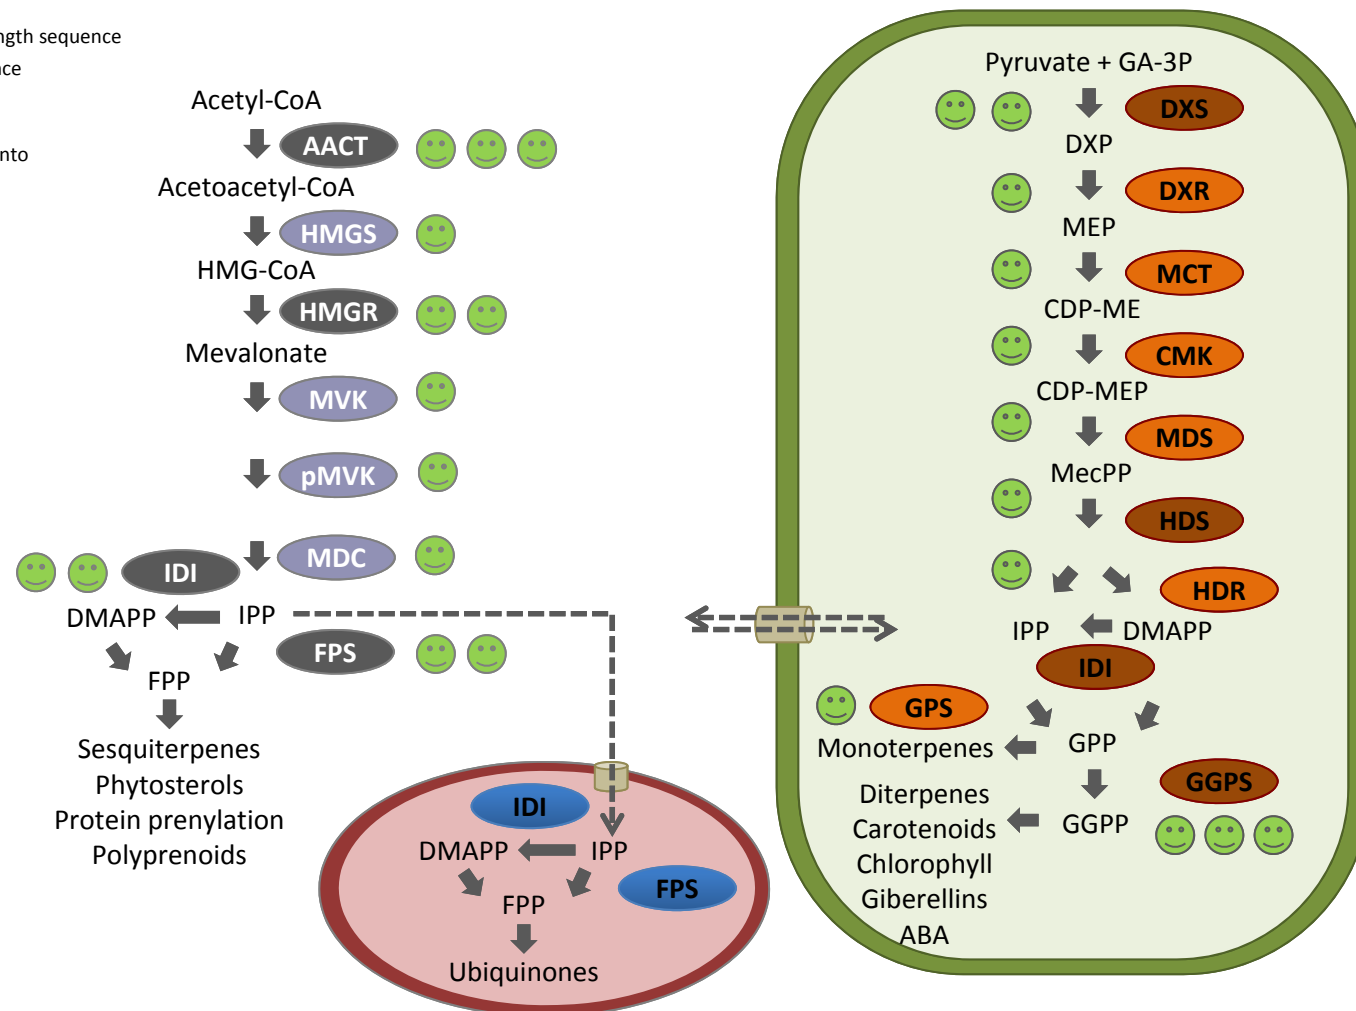 ngth sequence
nce
nto
Acetyl-CoA
AACT
Acetoacetyl-CoA
HMGS
HMG-CoA
HMGR
Mevalonate
MVK
pMVK
MDC
IDI
DMAPP
IPP
FPS
FPP
Sesquiterpenes
Phytosterols
Protein prenylation
Polyprenoids
IDI
DMAPP
IPP
FPS
FPP
Ubiquinones
Pyruvate + GA-3P
DXS
DXP
DXR
MEP
MCT
CDP-ME
CMK
CDP-MEP
MDS
MecPP
HDS
HDR
IPP
DMAPP
IDI
GPS
Monoterpenes
GPP
GGPS
Diterpenes
Carotenoids
GGPP
Chlorophyll
Giberellins
ABA